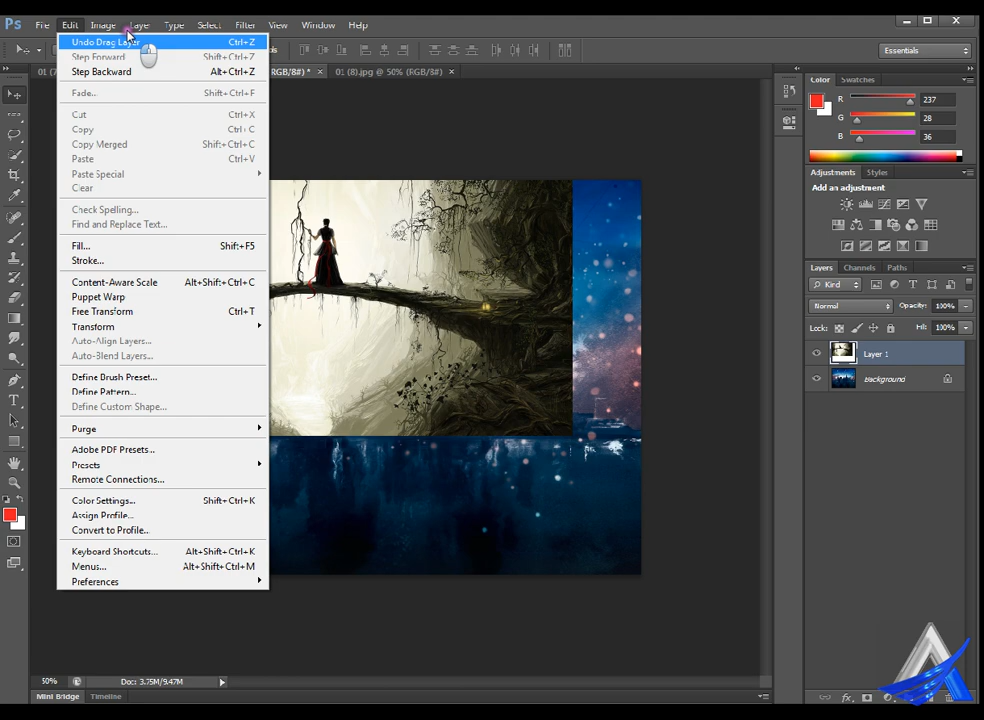 Ps File Edit Image Layer Type Select Filter View Window Help
Essentials
RGB/8#) * × 01 (8).jpg @ 50% (RGB/8#) ×
Undo Drag Layer Ctrl+Z
Step Forward Shift+Ctrl+Z
Step Backward Alt+Ctrl+Z
Fade... Shift+Ctrl+F
Cut Ctrl+X
Copy Ctrl+C
Copy Merged Shift+Ctrl+C
Paste Ctrl+V
Paste Special
Clear
Check Spelling...
Find and Replace Text...
Fill... Shift+F5
Stroke...
Content-Aware Scale Alt+Shift+Ctrl+C
Puppet Warp
Free Transform Ctrl+T
Transform
Auto-Align Layers...
Auto-Blend Layers...
Define Brush Preset...
Define Pattern...
Define Custom Shape...
Purge
Adobe PDF Presets...
Presets
Remote Connections...
Color Settings... Shift+Ctrl+K
Assign Profile...
Convert to Profile...
Keyboard Shortcuts... Alt+Shift+Ctrl+K
Menus... Alt+Shift+Ctrl+M
Preferences
Color Swatches
R 237
G 28
B 36
Adjustments Styles
Add an adjustment
Layers Channels Paths
Kind
Normal Opacity: 100%
Lock: Fill: 100%
Layer 1
Background
50% Doc: 3.75M/9.47M
Mini Bridge Timeline